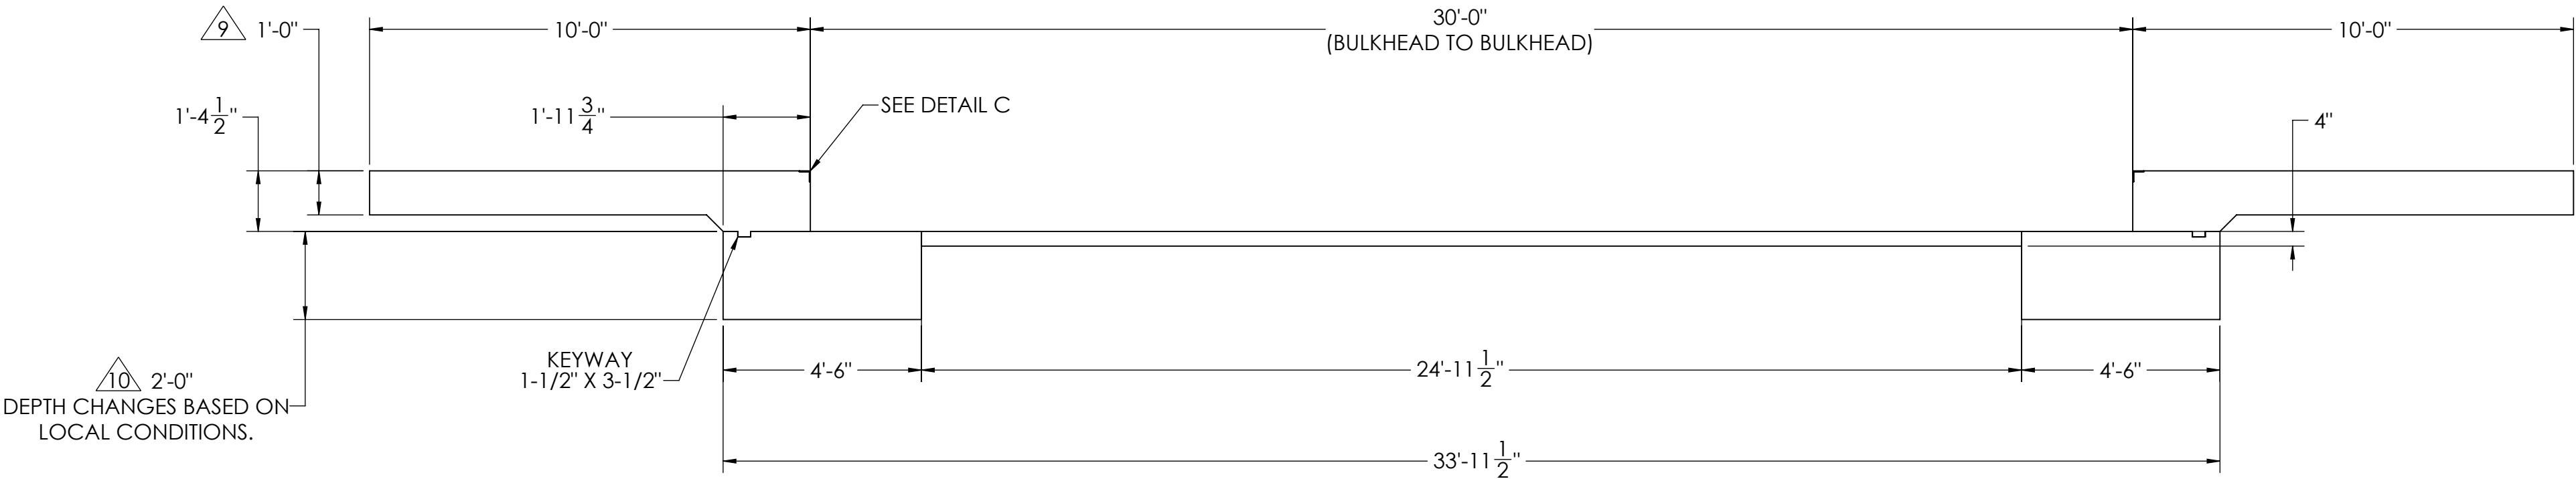 9 1'-0"
10'-0"
30'-0"
(BULKHEAD TO BULKHEAD)
10'-0"
1'-4 1/2"
1'-11 3/4"
SEE DETAIL C
4"
10 2'-0"
DEPTH CHANGES BASED ON
LOCAL CONDITIONS.
KEYWAY
1-1/2" X 3-1/2"
4'-6"
24'-11 1/2"
4'-6"
33'-11 1/2"